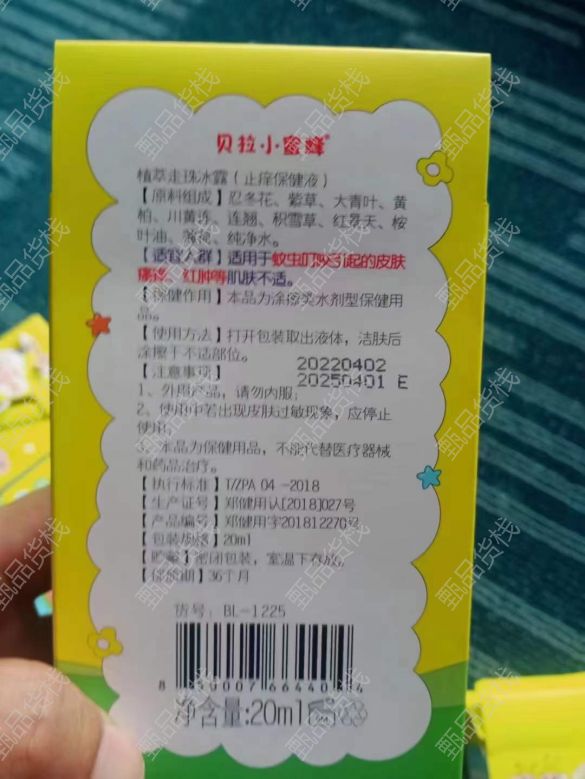 贝拉小蜜蜂®
植萃走珠冰露（止痒保健液）
【原料组成】忍冬花、紫草、大青叶、黄
柏、川黄连、连翘、积雪草、红景天、桉
叶油、薄荷、纯净水。
【适宜人群】适用于蚊虫叮咬引起的皮肤
瘙痒、红肿等肌肤不适。
【保健作用】本品为涂擦类水剂型保健用
品。
【使用方法】打开包装取出液体，洁肤后
涂擦于不适部位。
20220402
【注意事项】
20250401 E
1、外用产品，请勿内服；
2、使用中若出现皮肤过敏现象，应停止
使用；
3、本品为保健用品，不能代替医疗器械
和药品治疗。
【执行标准】T/ZPA 04 -2018
【生产证号】郑健用认[2018]027号
【产品编号】郑健用字201812270号
【包装规格】20ml
【贮藏】密闭包装，室温下存放。
【保质期】36个月
货号：BL-1225
净含量:20ml
甄品货栈